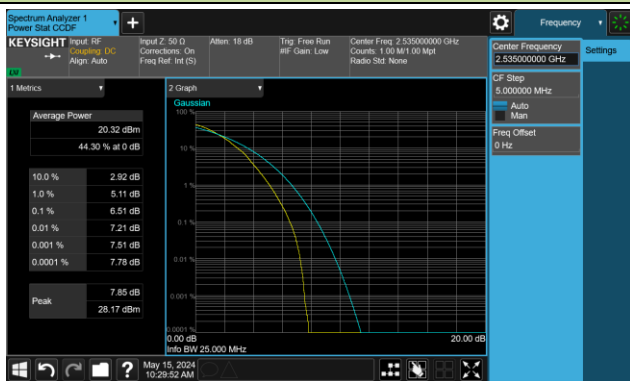 Spectrum Analyzer 1
Power Stat CCDF
Frequency
KEYSIGHT
Input: RF
Coupling: DC
Align: Auto
Input Z: 50 Ω
Corrections: On
Freq Ref: Int (S)
Atten: 18 dB
Trig: Free Run
#IF Gain: Low
Center Freq: 2.535000000 GHz
Counts: 1.00 M/1.00 Mpt
Radio Std: None
Center Frequency
2.535000000 GHz
Settings
CF Step
5.000000 MHz
Auto
Man
Freq Offset
0 Hz
1 Metrics
Average Power
20.32 dBm
44.30 % at 0 dB
10.0 % 2.92 dB
1.0 % 5.11 dB
0.1 % 6.51 dB
0.01 % 7.21 dB
0.001 % 7.51 dB
0.0001 % 7.78 dB
Peak
7.85 dB
28.17 dBm
2 Graph
Gaussian
100 %
10 %
1 %
0.1 %
0.01 %
0.001 %
0.0001 %
0.00 dB
20.00 dB
Info BW 25.000 MHz
?
May 15, 2024
10:29:52 AM